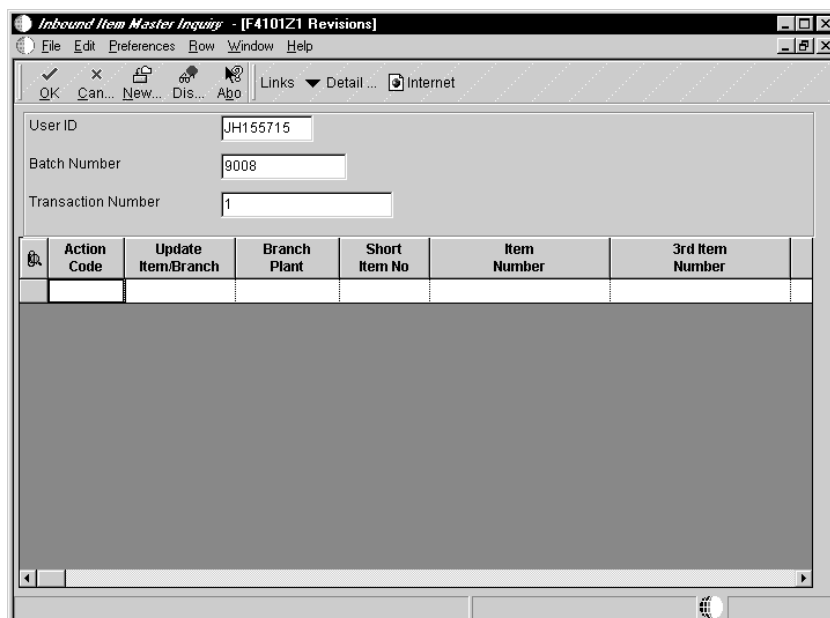 Inbound Item Master Inquiry - [F4101Z1 Revisions]
File Edit Preferences Row Window Help
OK Can... New... Dis... Abo Links Detail ... Internet
User ID JH155715
Batch Number 9008
Transaction Number 1
Action Code Update Item/Branch Branch Plant Short Item No Item Number 3rd Item Number